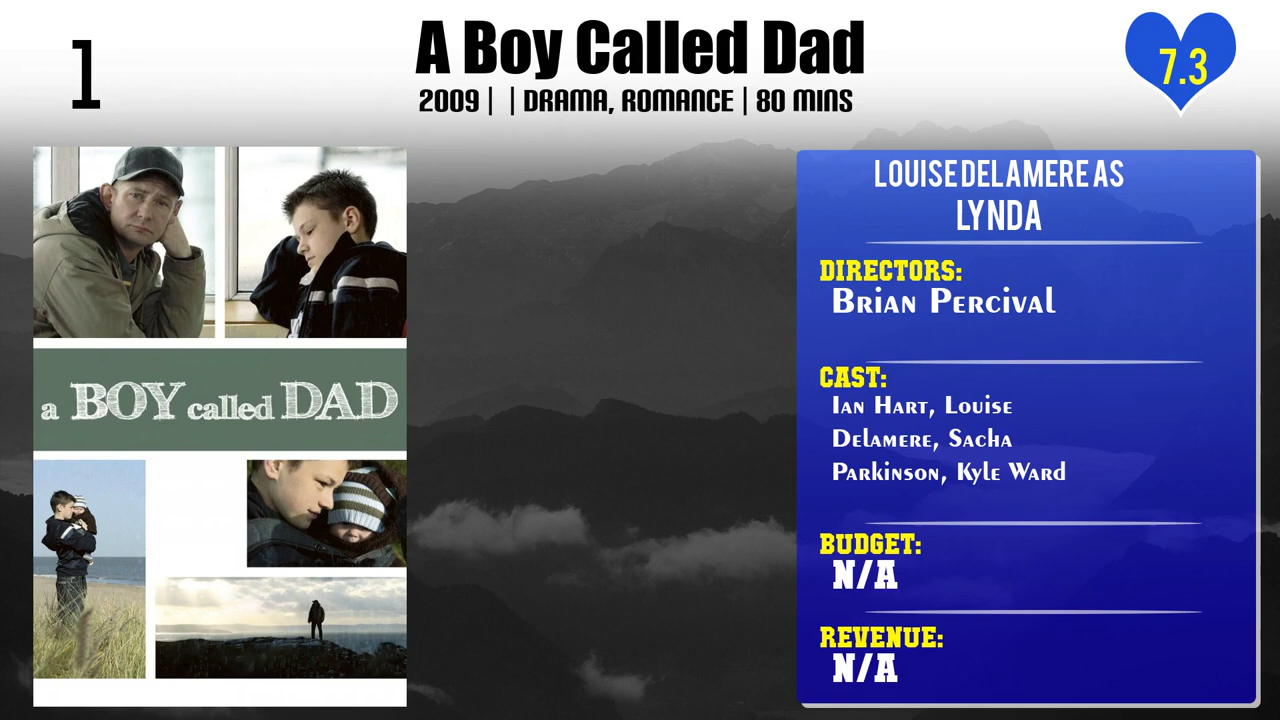 1
A Boy Called Dad
2009 | | DRAMA, ROMANCE | 80 MINS
7.3
a BOY called DAD
LOUISE DELAMERE AS
LYNDA
DIRECTORS:
Brian Percival
CAST:
Ian Hart, Louise
Delamere, Sacha
Parkinson, Kyle Ward
BUDGET:
N/A
REVENUE:
N/A